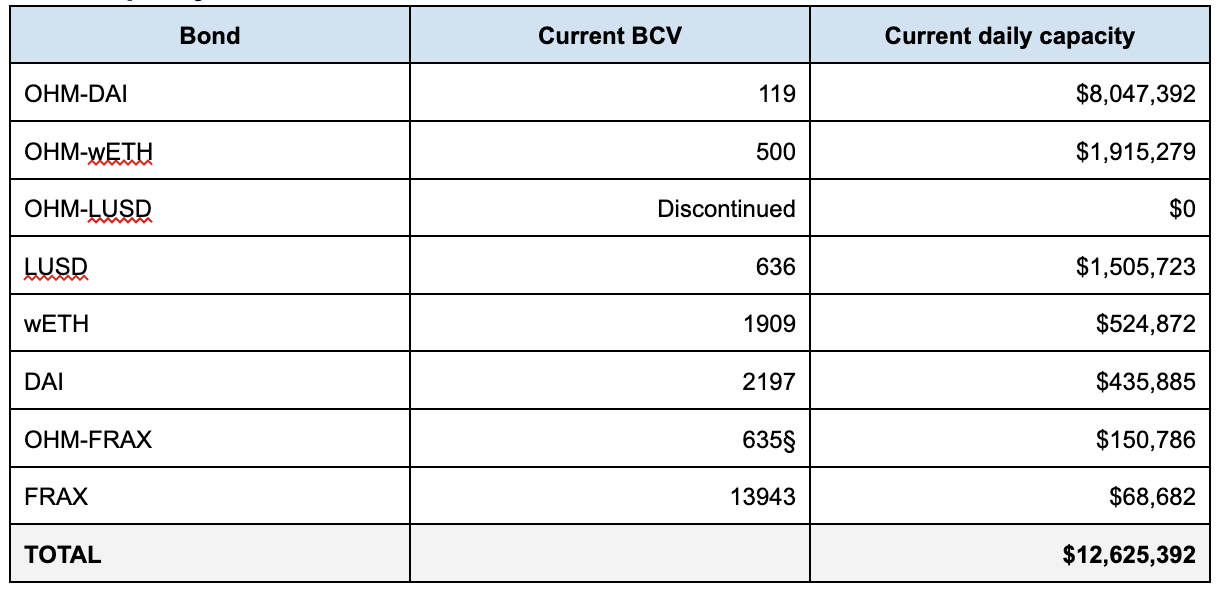 Bond Current BCV Current daily capacity
OHM-DAI 119 $8,047,392
OHM-wETH 500 $1,915,279
OHM-LUSD Discontinued $0
LUSD 636 $1,505,723
wETH 1909 $524,872
DAI 2197 $435,885
OHM-FRAX 635§ $150,786
FRAX 13943 $68,682
TOTAL $12,625,392